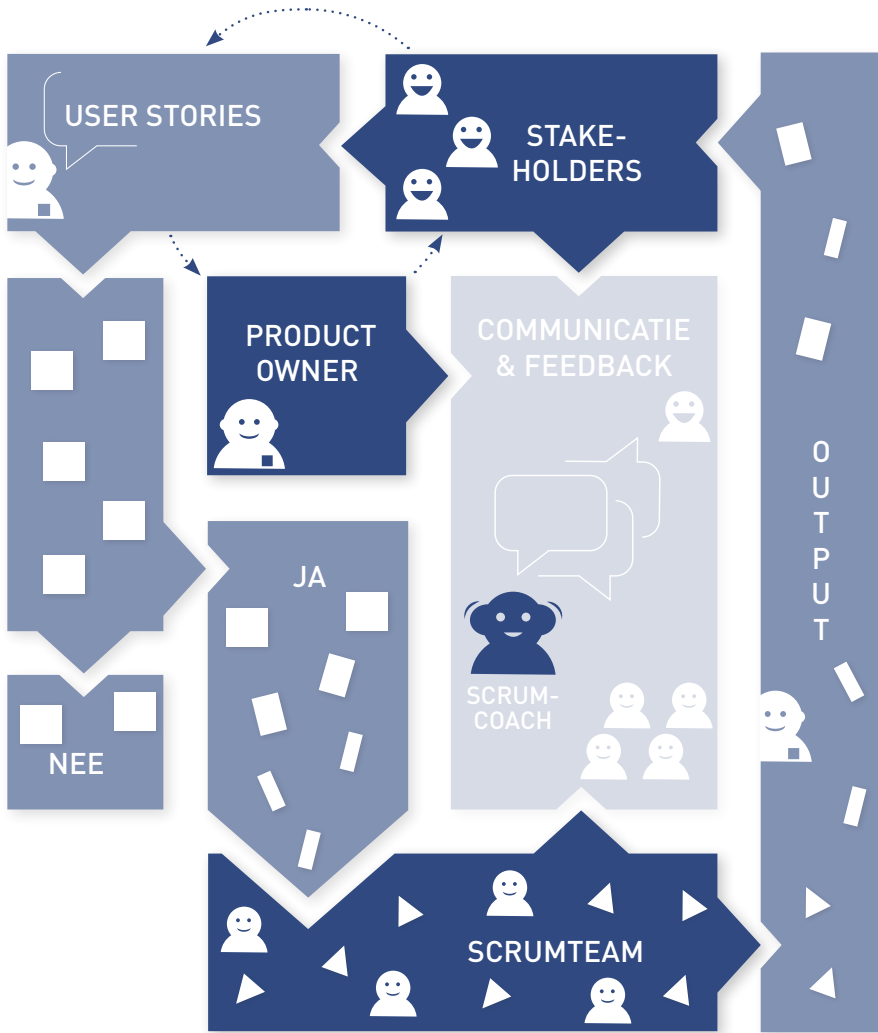 USER STORIES
STAKE-
HOLDERS
PRODUCT
OWNER
COMMUNICATIE
& FEEDBACK
JA
SCRUM-
COACH
NEE
SCRUMTEAM
O
U
T
P
U
T